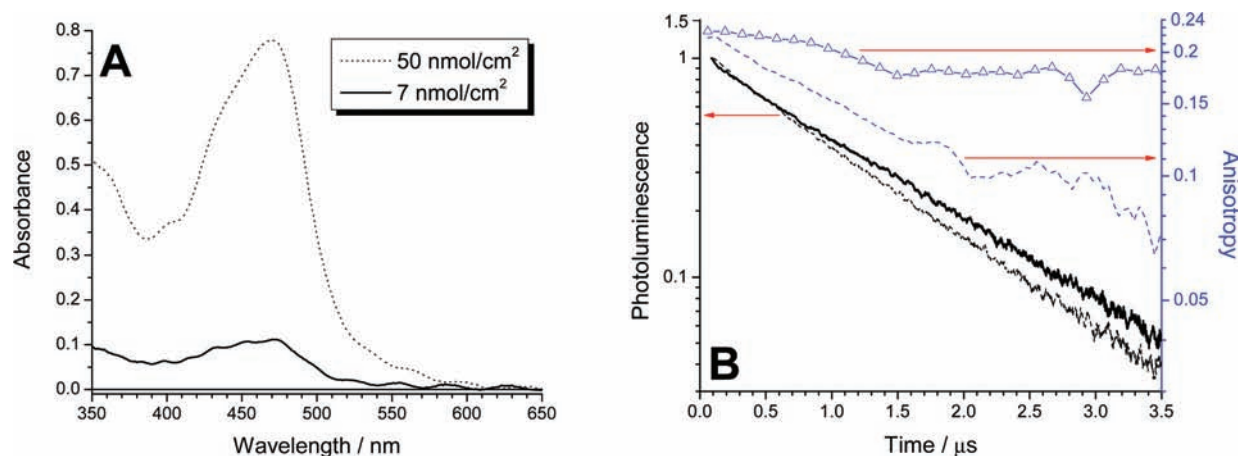 A
50 nmol/cm²
7 nmol/cm²
0.8
0.7
0.6
0.5
0.4
0.3
0.2
0.1
0.0
Absorbance
350 400 450 500 550 600 650
Wavelength / nm
B
1.5
1
0.1
Photoluminescence
0.24
0.2
0.15
0.1
0.05
Anisotropy
0.0 0.5 1.0 1.5 2.0 2.5 3.0 3.5
Time / μs